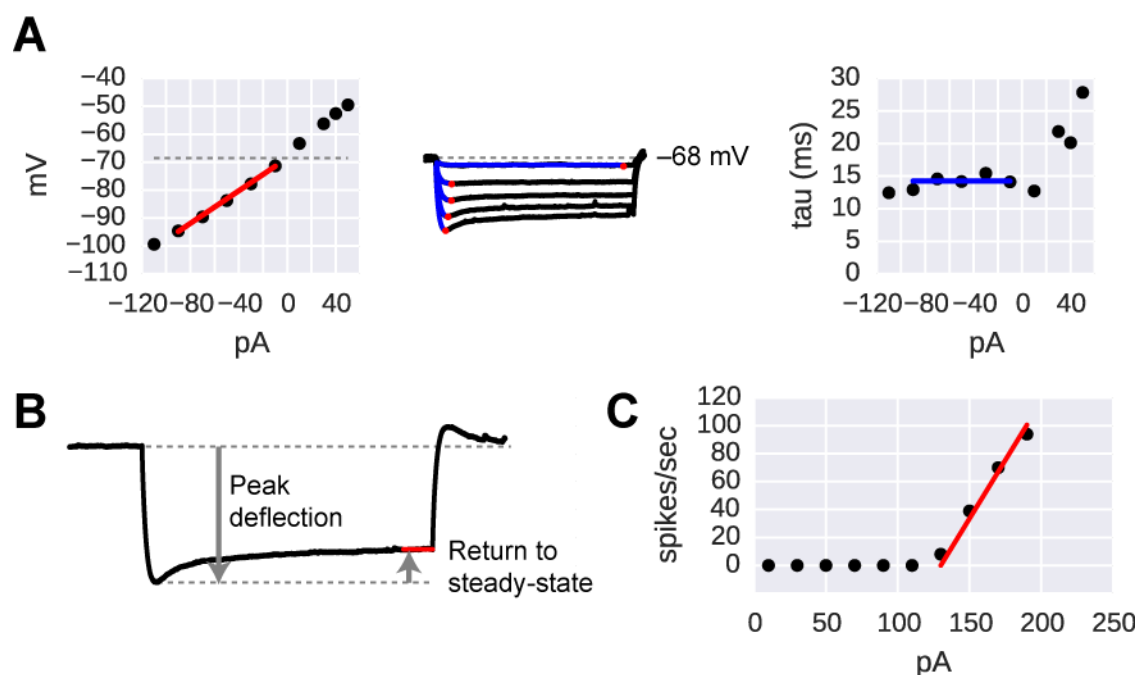 A
−40
−50
−60
−70
−80
−90
−100
−110
mV
−120
−80
−40
0
40
pA
−68 mV
30
25
20
15
10
5
0
tau (ms)
−120
−80
−40
0
40
pA
B
Peak
deflection
Return to
steady-state
C
120
100
80
60
40
20
0
spikes/sec
0
50
100
150
200
250
pA